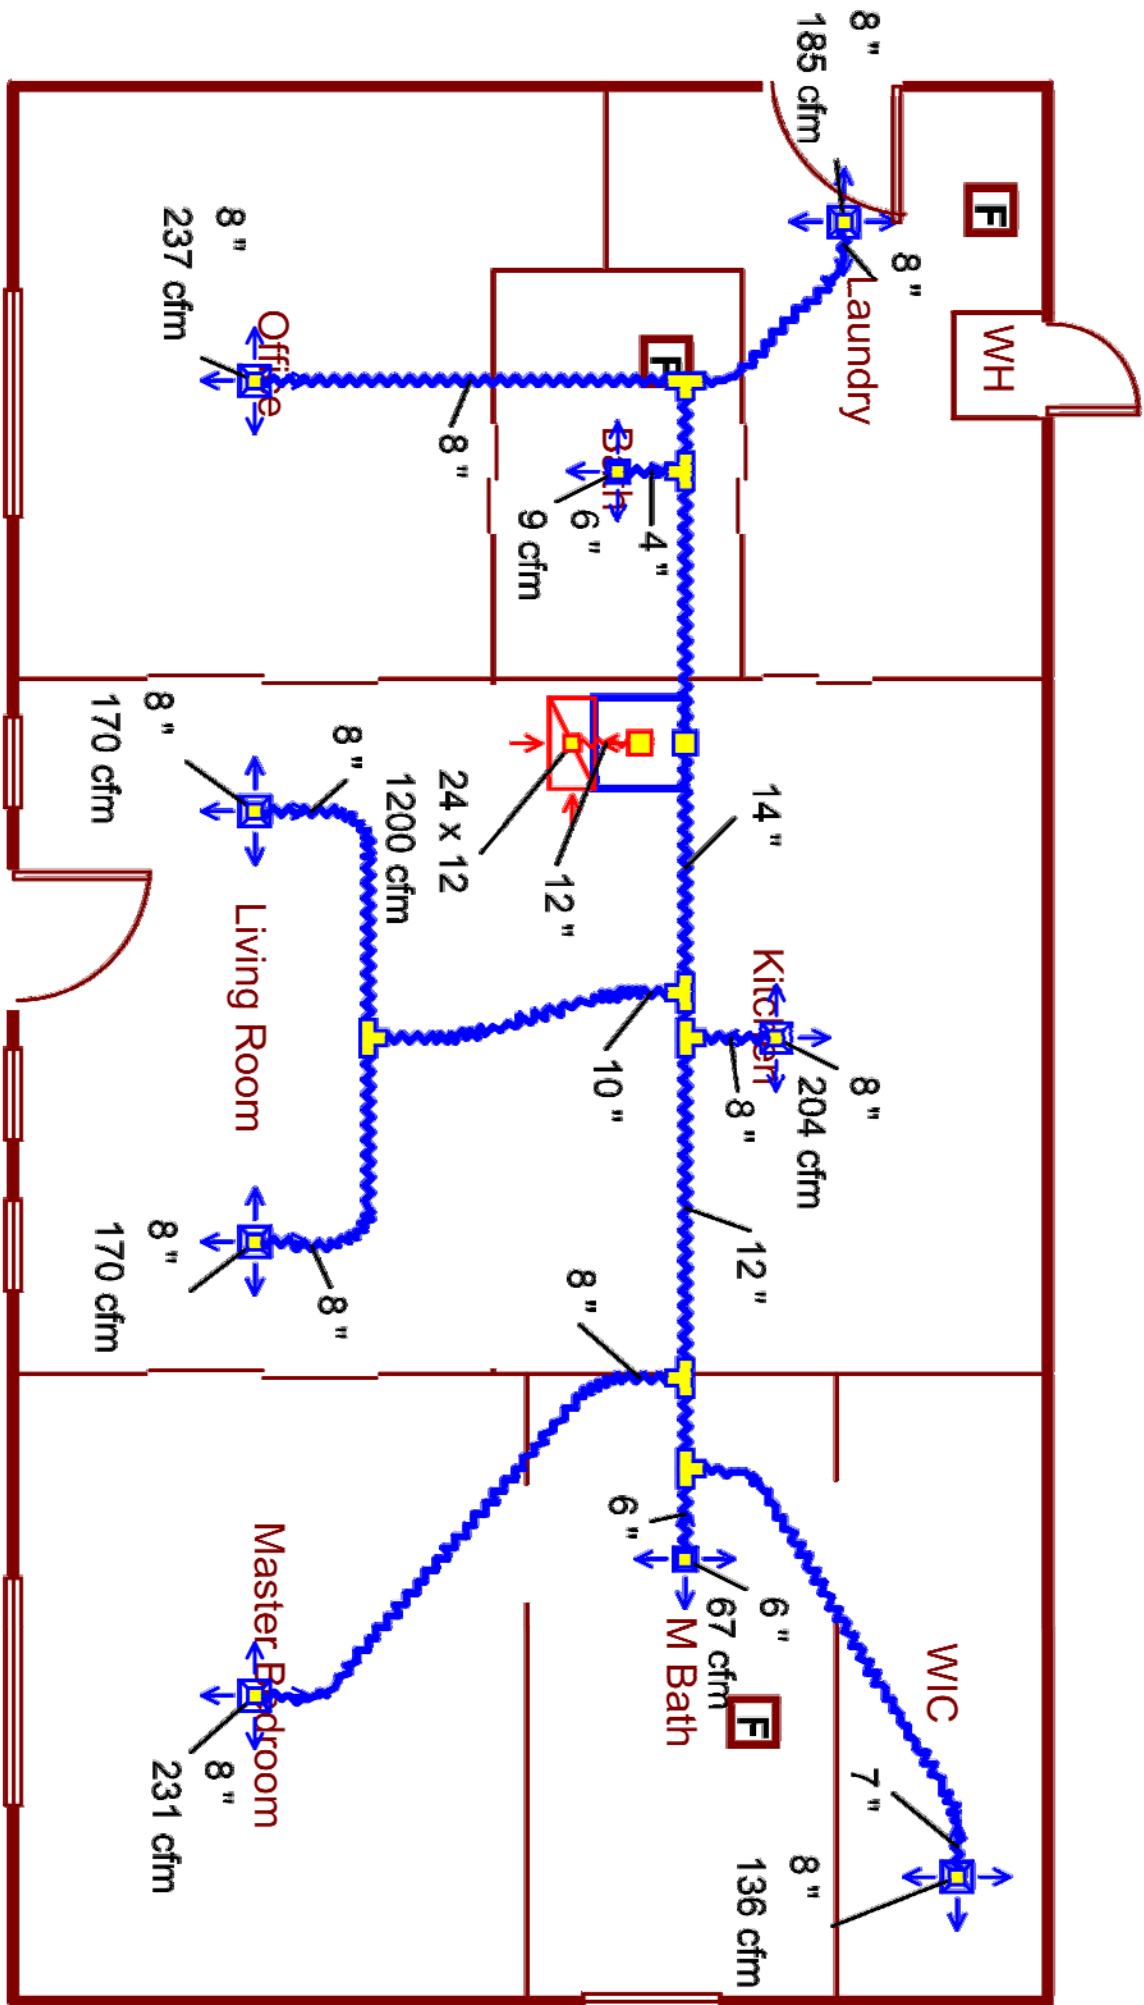 F
WH
WIC
8 "
8 "
185 cfm
Laundry
8 "
204 cfm
7 "
8 "
136 cfm
Kitchen
14 "
6 "
67 cfm
12 "
F
8 "
M Bath
F
4 "
6 "
Bath
10 "
6 "
9 cfm
8 "
12 "
24 x 12
1200 cfm
8 "
8 "
8 "
Office
Master Bedroom
Living Room
8 "
237 cfm
8 "
231 cfm
8 "
170 cfm
8 "
170 cfm